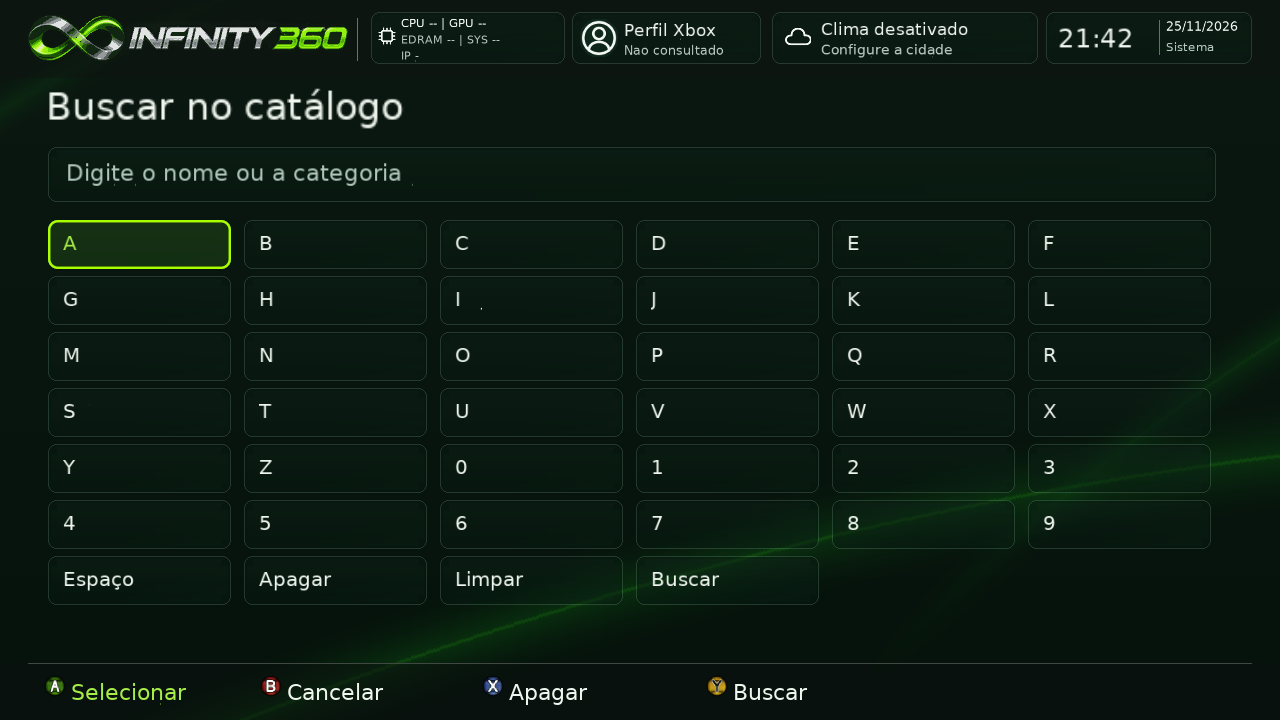 INFINITY 360
CPU -- | GPU --
EDRAM -- | SYS --
IP -
Perfil Xbox
Nao consultado
Clima desativado
Configure a cidade
21:42
25/11/2026
Sistema
Buscar no catálogo
Digite o nome ou a categoria
A B C D E F
G H I J K L
M N O P Q R
S T U V W X
Y Z 0 1 2 3
4 5 6 7 8 9
Espaço Apagar Limpar Buscar
A Selecionar B Cancelar X Apagar Y Buscar